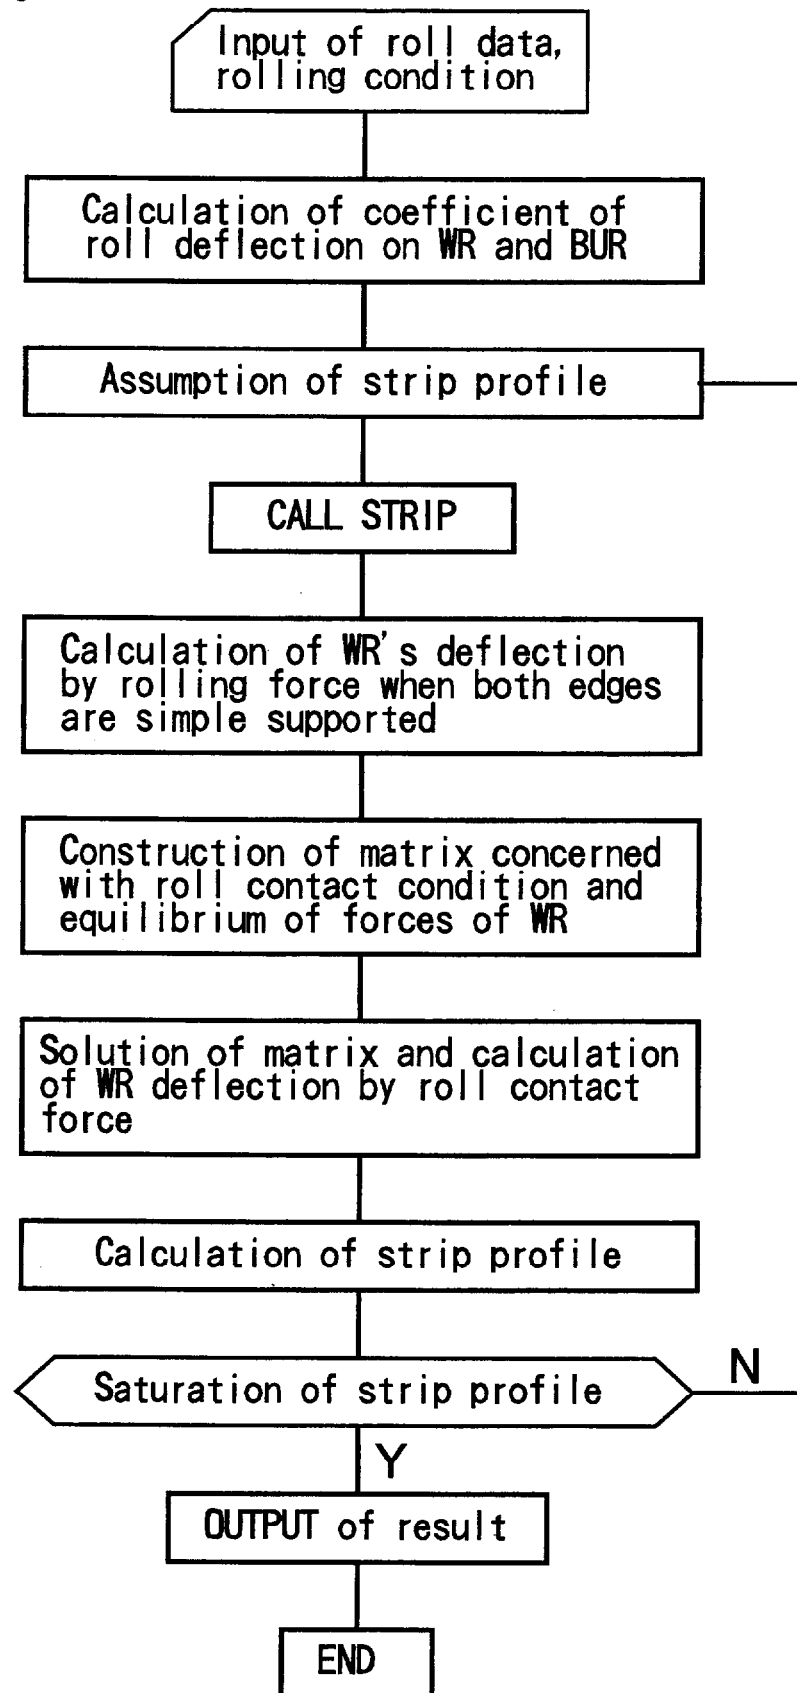 Input of roll data,
rolling condition
Calculation of coefficient of
roll deflection on WR and BUR
Assumption of strip profile
CALL STRIP
Calculation of WR's deflection
by rolling force when both edges
are simple supported
Construction of matrix concerned
with roll contact condition and
equilibrium of forces of WR
Solution of matrix and calculation
of WR deflection by roll contact
force
Calculation of strip profile
Saturation of strip profile
N
Y
OUTPUT of result
END